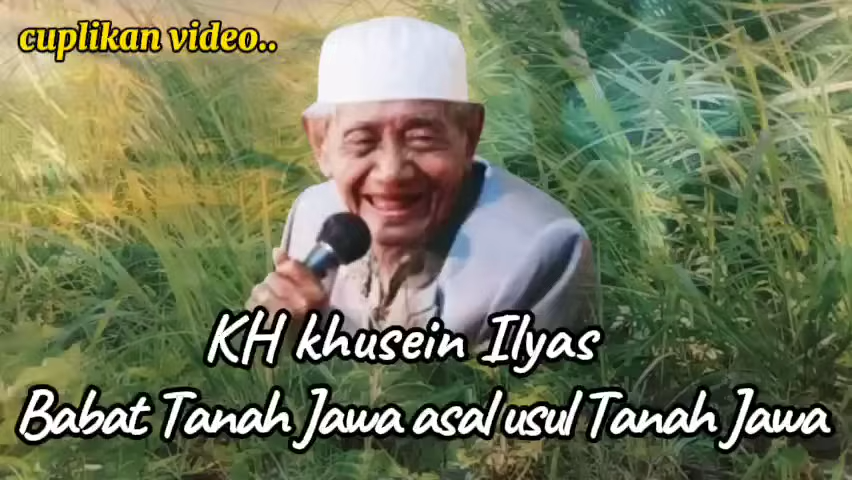 cuplikan video..
KH khusein Ilyas
Babat Tanah Jawa asal usul Tanah Jawa